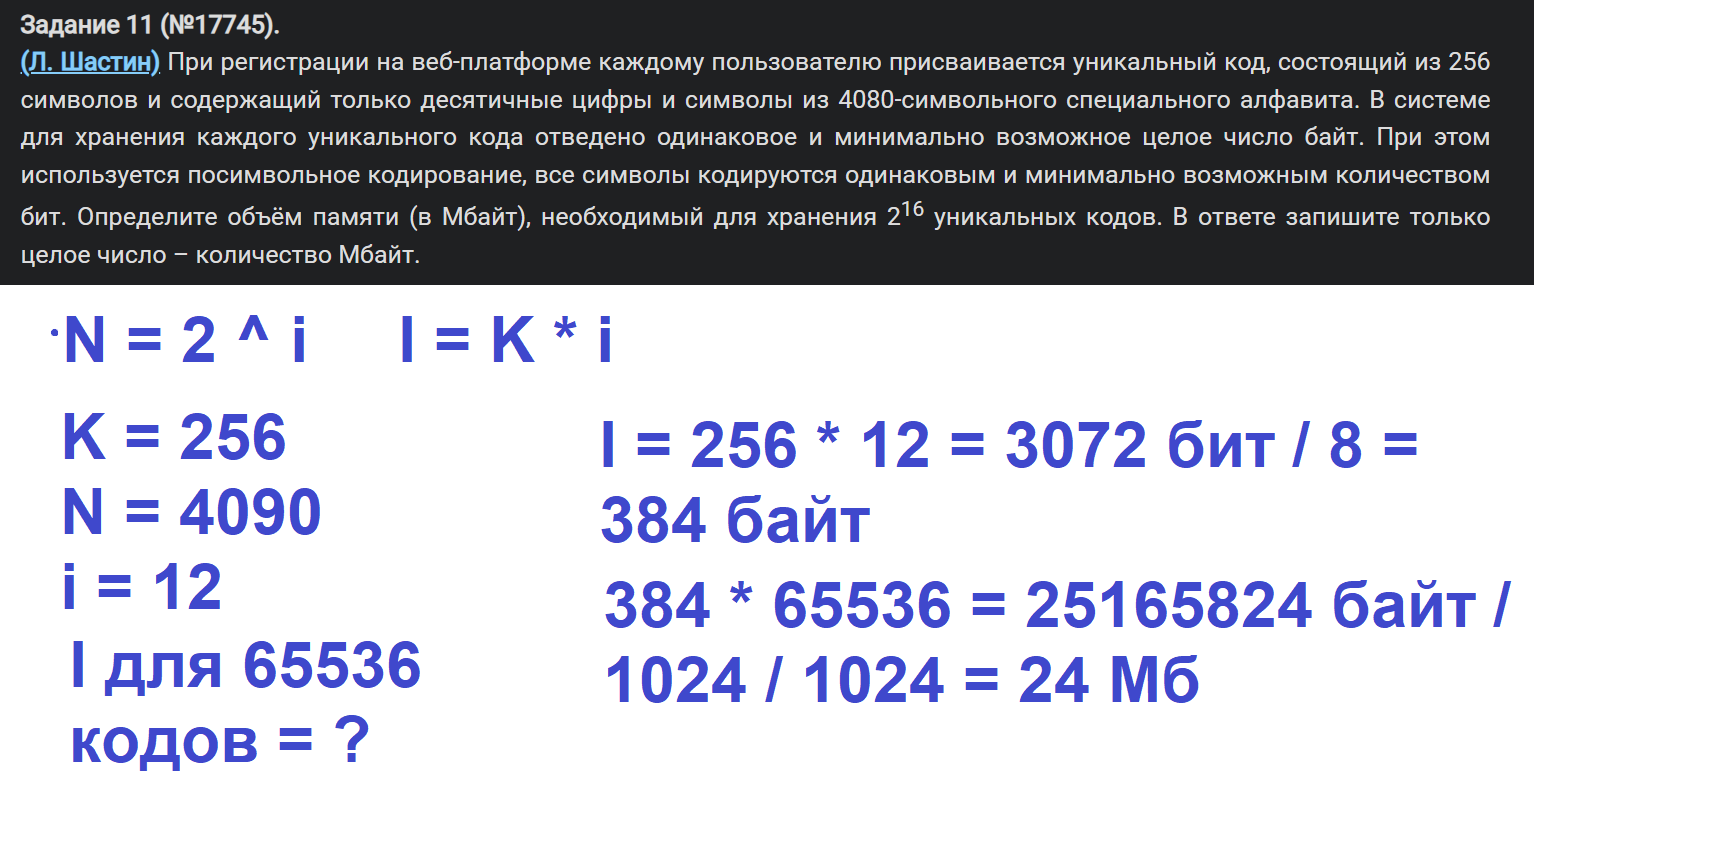 Задание 11 (№17745).
(Л. Шастин) При регистрации на веб-платформе каждому пользователю присваивается уникальный код, состоящий из 256
символов и содержащий только десятичные цифры и символы из 4080-символьного специального алфавита. В системе
для хранения каждого уникального кода отведено одинаковое и минимально возможное целое число байт. При этом
используется посимвольное кодирование, все символы кодируются одинаковым и минимально возможным количеством
бит. Определите объём памяти (в Мбайт), необходимый для хранения 2^16 уникальных кодов. В ответе запишите только
целое число – количество Мбайт.
N = 2 ^ i I = K * i
K = 256
N = 4090
i = 12
I для 65536
кодов = ?
I = 256 * 12 = 3072 бит / 8 =
384 байт
384 * 65536 = 25165824 байт /
1024 / 1024 = 24 Мб